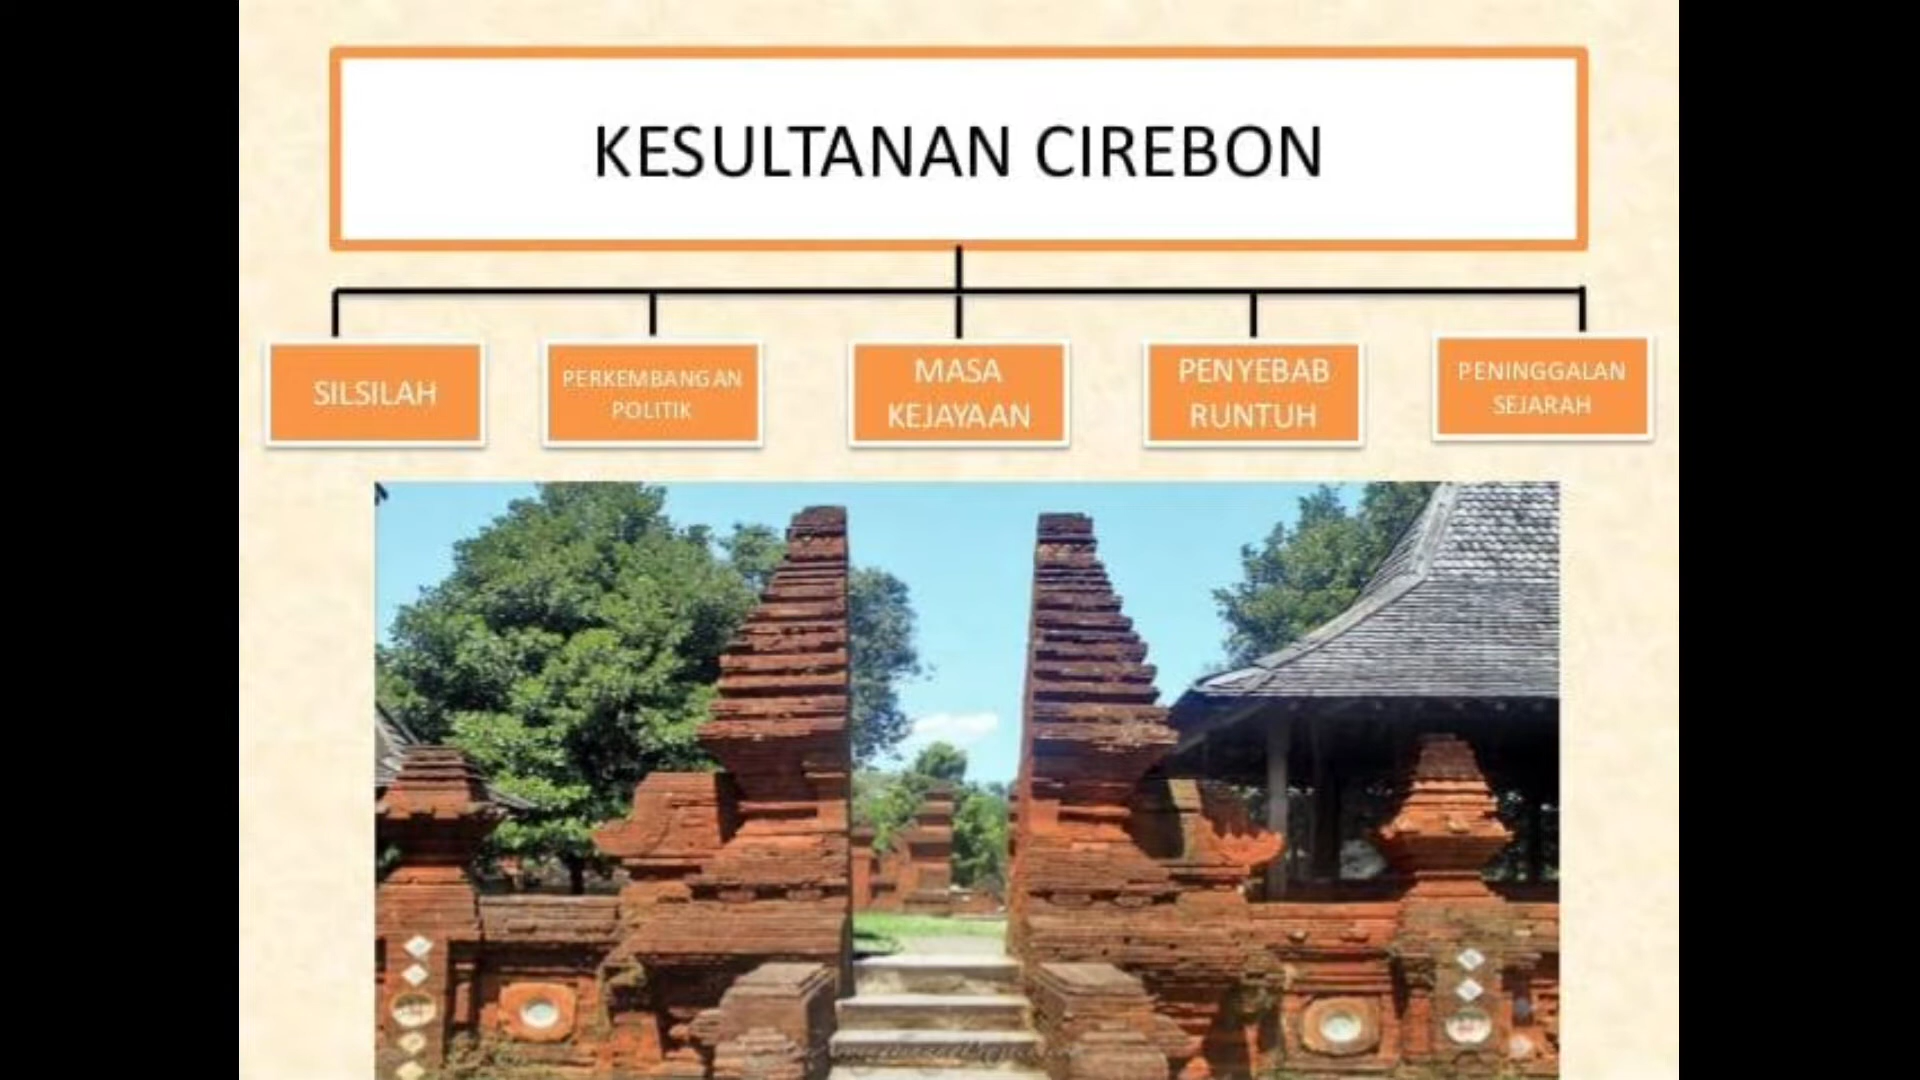 KESULTANAN CIREBON
SILSILAH
PERKEMBANGAN
POLITIK
MASA
KEJAYAAN
PENYEBAB
RUNTUH
PENINGGALAN
SEJARAH